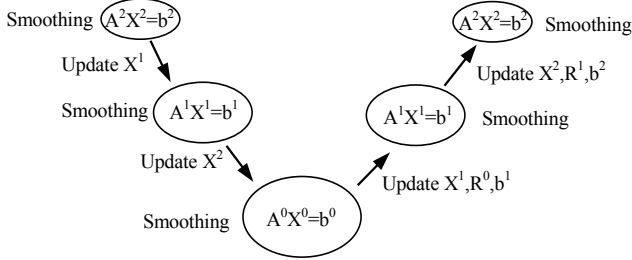 Smoothing A²X²=b² A²X²=b² Smoothing
Update X¹ Update X²,R¹,b²
Smoothing A¹X¹=b¹ A¹X¹=b¹ Smoothing
Update X² Update X¹,R⁰,b¹
Smoothing A⁰X⁰=b⁰